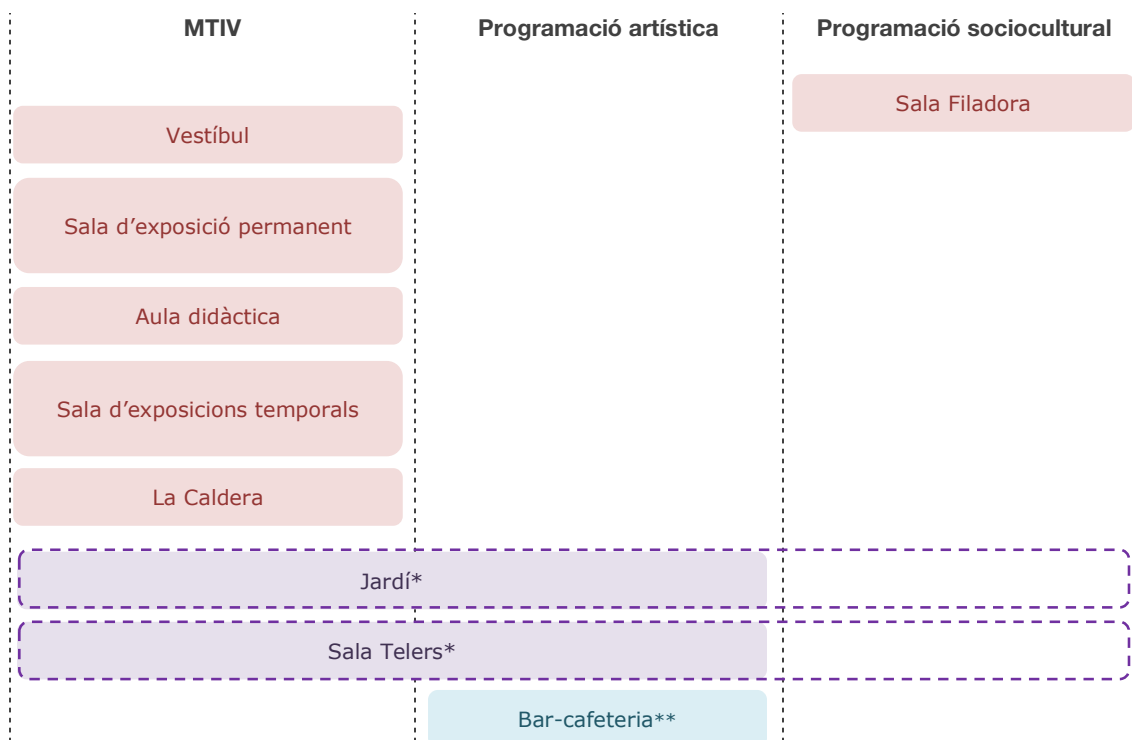 MTIV
Programació artística
Programació sociocultural
Sala Filadora
Vestíbul
Sala d’exposició permanent
Aula didàctica
Sala d’exposicions temporals
La Caldera
Jardí*
Sala Telers*
Bar-cafeteria**